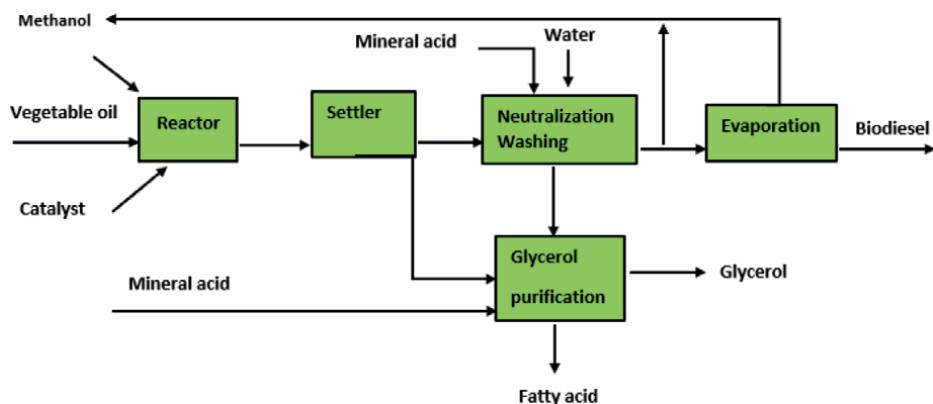 Methanol
Mineral acid
Water
Vegetable oil
Reactor
Settler
Neutralization
Washing
Evaporation
Biodiesel
Catalyst
Mineral acid
Glycerol
purification
Glycerol
Fatty acid